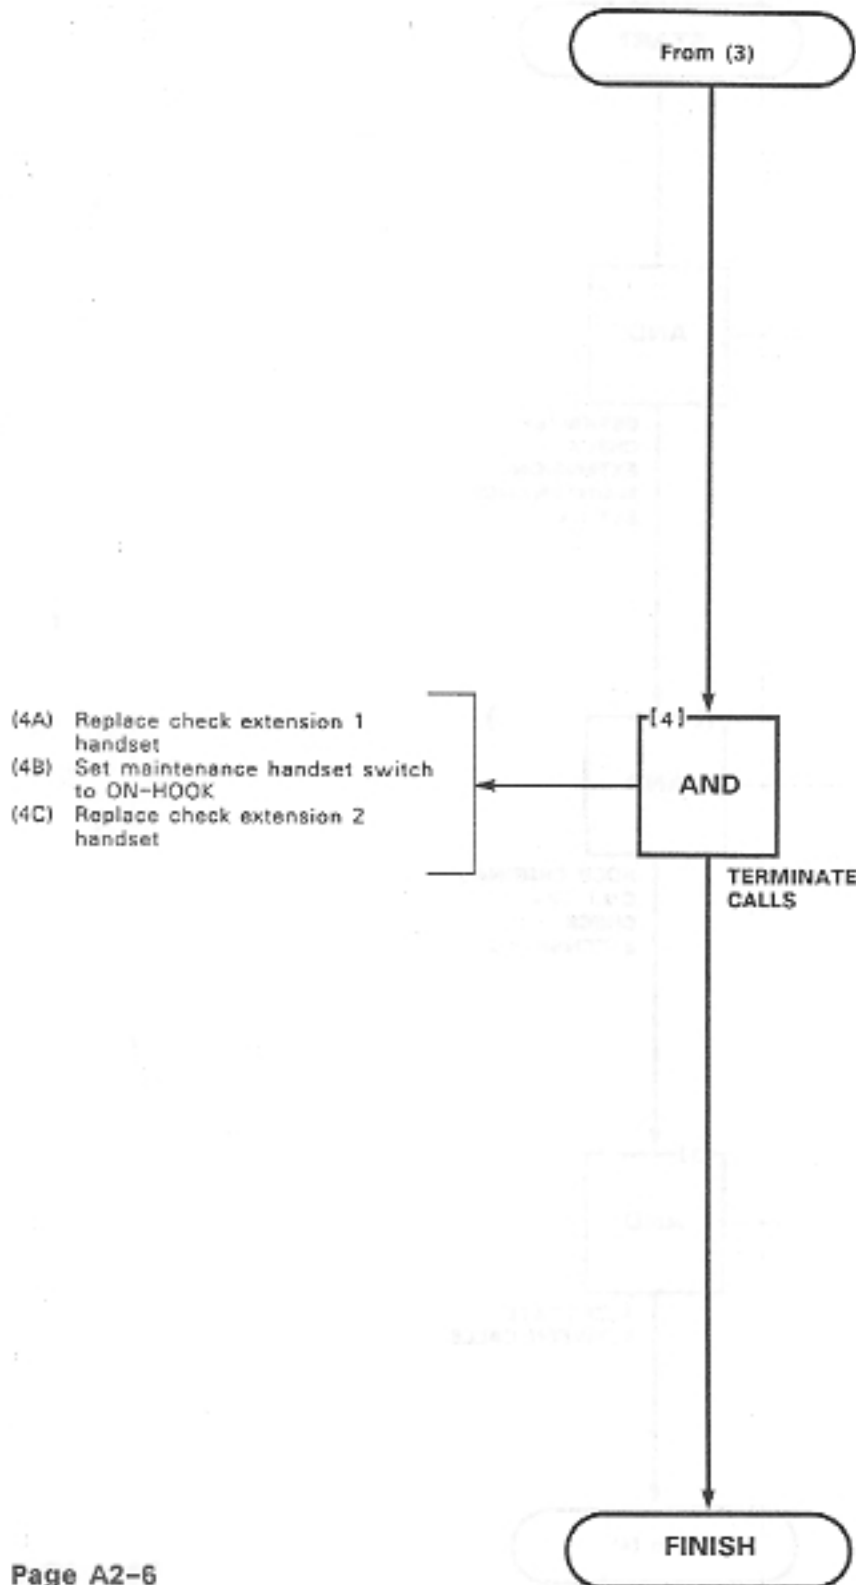 From (3)
[4]
AND
(4A) Replace check extension 1
handset
(4B) Set maintenance handset switch
to ON-HOOK
(4C) Replace check extension 2
handset
TERMINATE
CALLS
FINISH
Page A2-6